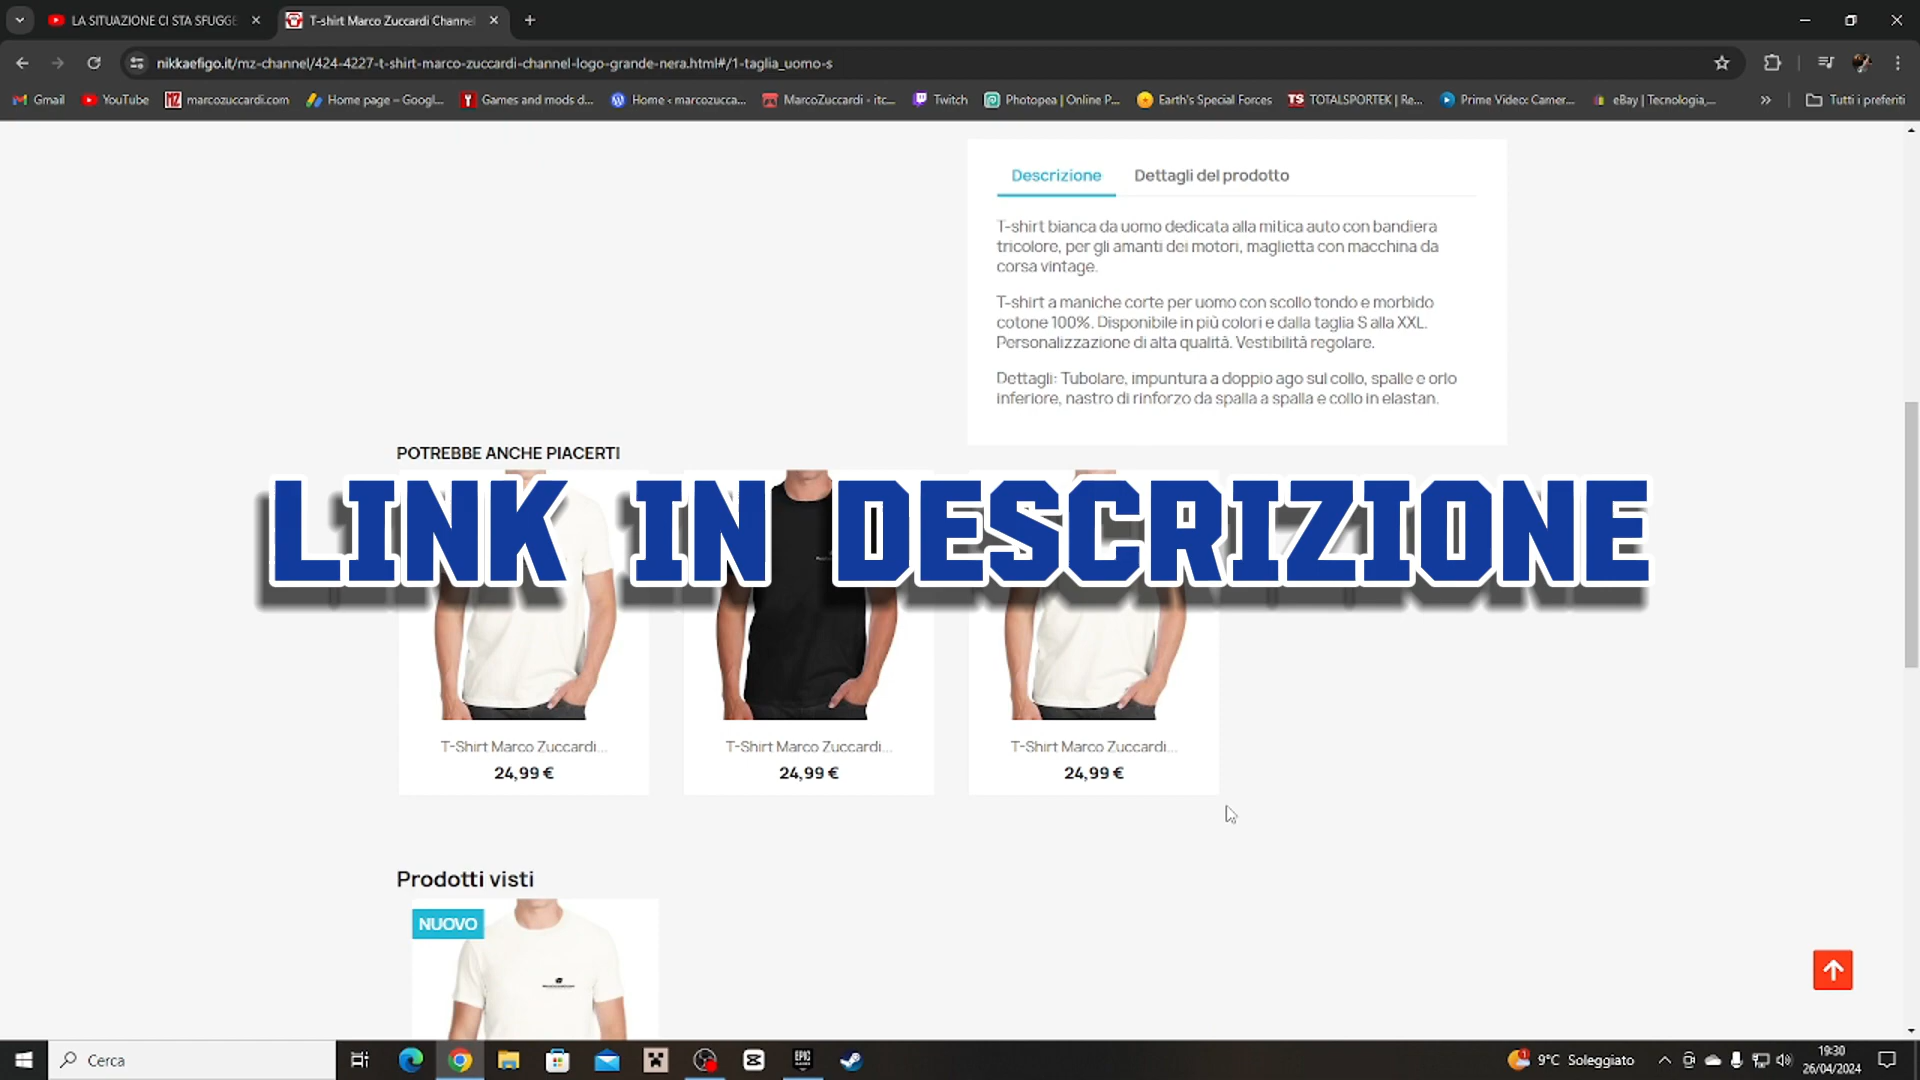 LA SITUAZIONE CI STA SFUGGE
T-shirt Marco Zuccardi Channel
nikkaefigo.it/mz-channel/424-4227-t-shirt-marco-zuccardi-channel-logo-grande-nera.html#/1-taglia_uomo-s
Gmail
YouTube
marcozuccardi.com
Home page – Googl...
Games and mods d...
Home ‹ marcozucca...
MarcoZuccardi - itc...
Twitch
Photopea | Online P...
Earth's Special Forces
TOTALSPORTEK | Re...
Prime Video: Camer...
eBay | Tecnologia,...
Tutti i preferiti
Descrizione
Dettagli del prodotto
T-shirt bianca da uomo dedicata alla mitica auto con bandiera
tricolore, per gli amanti dei motori, maglietta con macchina da
corsa vintage.
T-shirt a maniche corte per uomo con scollo tondo e morbido
cotone 100%. Disponibile in più colori e dalla taglia S alla XXL.
Personalizzazione di alta qualità. Vestibilità regolare.
Dettagli: Tubolare, impuntura a doppio ago sul collo, spalle e orlo
inferiore, nastro di rinforzo da spalla a spalla e collo in elastan.
POTREBBE ANCHE PIACERTI
LINK IN DESCRIZIONE
T-Shirt Marco Zuccardi...
24,99 €
T-Shirt Marco Zuccardi...
24,99 €
T-Shirt Marco Zuccardi...
24,99 €
Prodotti visti
NUOVO
Cerca
9°C Soleggiato
19:30
26/04/2024